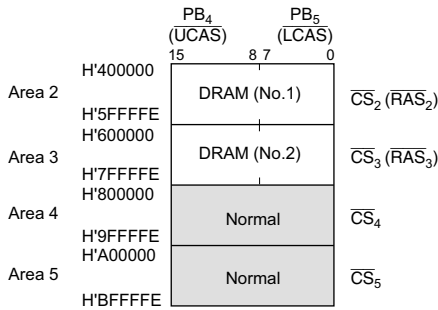 PB4 PB5
(UCAS) (LCAS)
15 8 7 0
H'400000
Area 2 DRAM (No.1) CS2 (RAS2)
H'5FFFFE
H'600000
Area 3 DRAM (No.2) CS3 (RAS3)
H'7FFFFE
H'800000
Area 4 Normal CS4
H'9FFFFE
H'A00000
Area 5 Normal CS5
H'BFFFFE